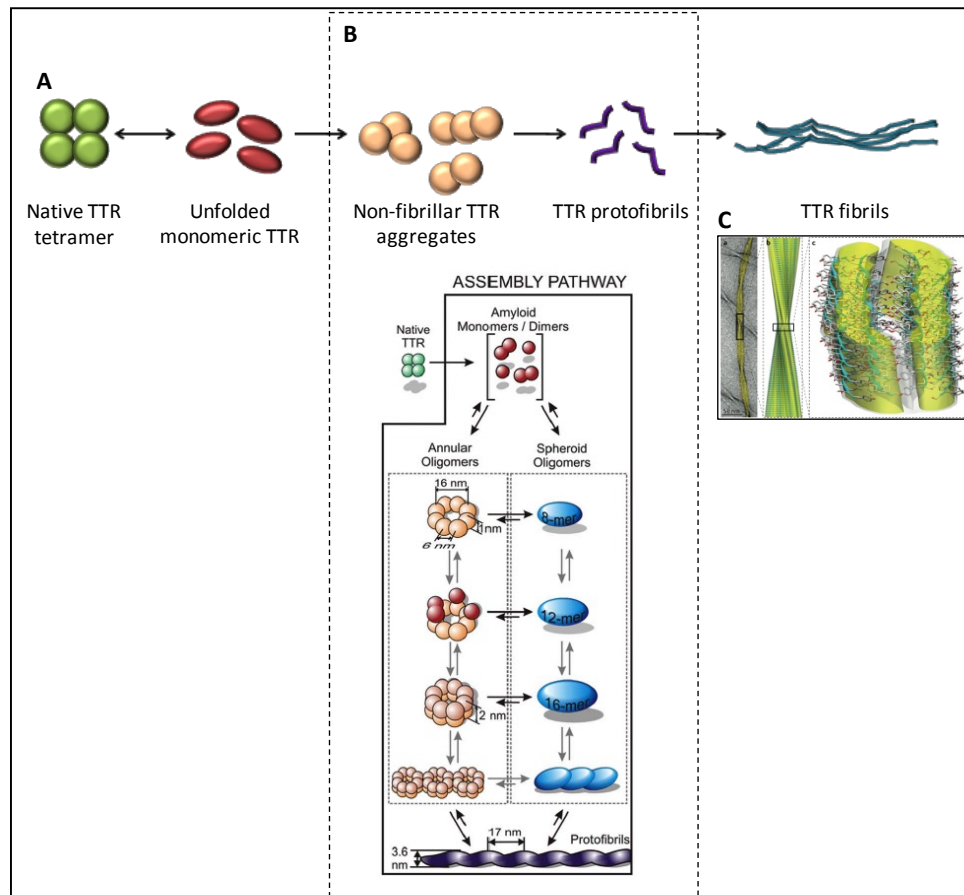 A
B
Native TTR
tetramer
Unfolded
monomeric TTR
Non-fibrillar TTR
aggregates
TTR protofibrils
TTR fibrils
C
a
b
c
ASSEMBLY PATHWAY
Native
TTR
Amyloid
Monomers / Dimers
Annular
Oligomers
Spheroid
Oligomers
16 nm
1nm
6 nm
8-mer
12-mer
2 nm
16-mer
17 nm
Protofibrils
3.6
nm